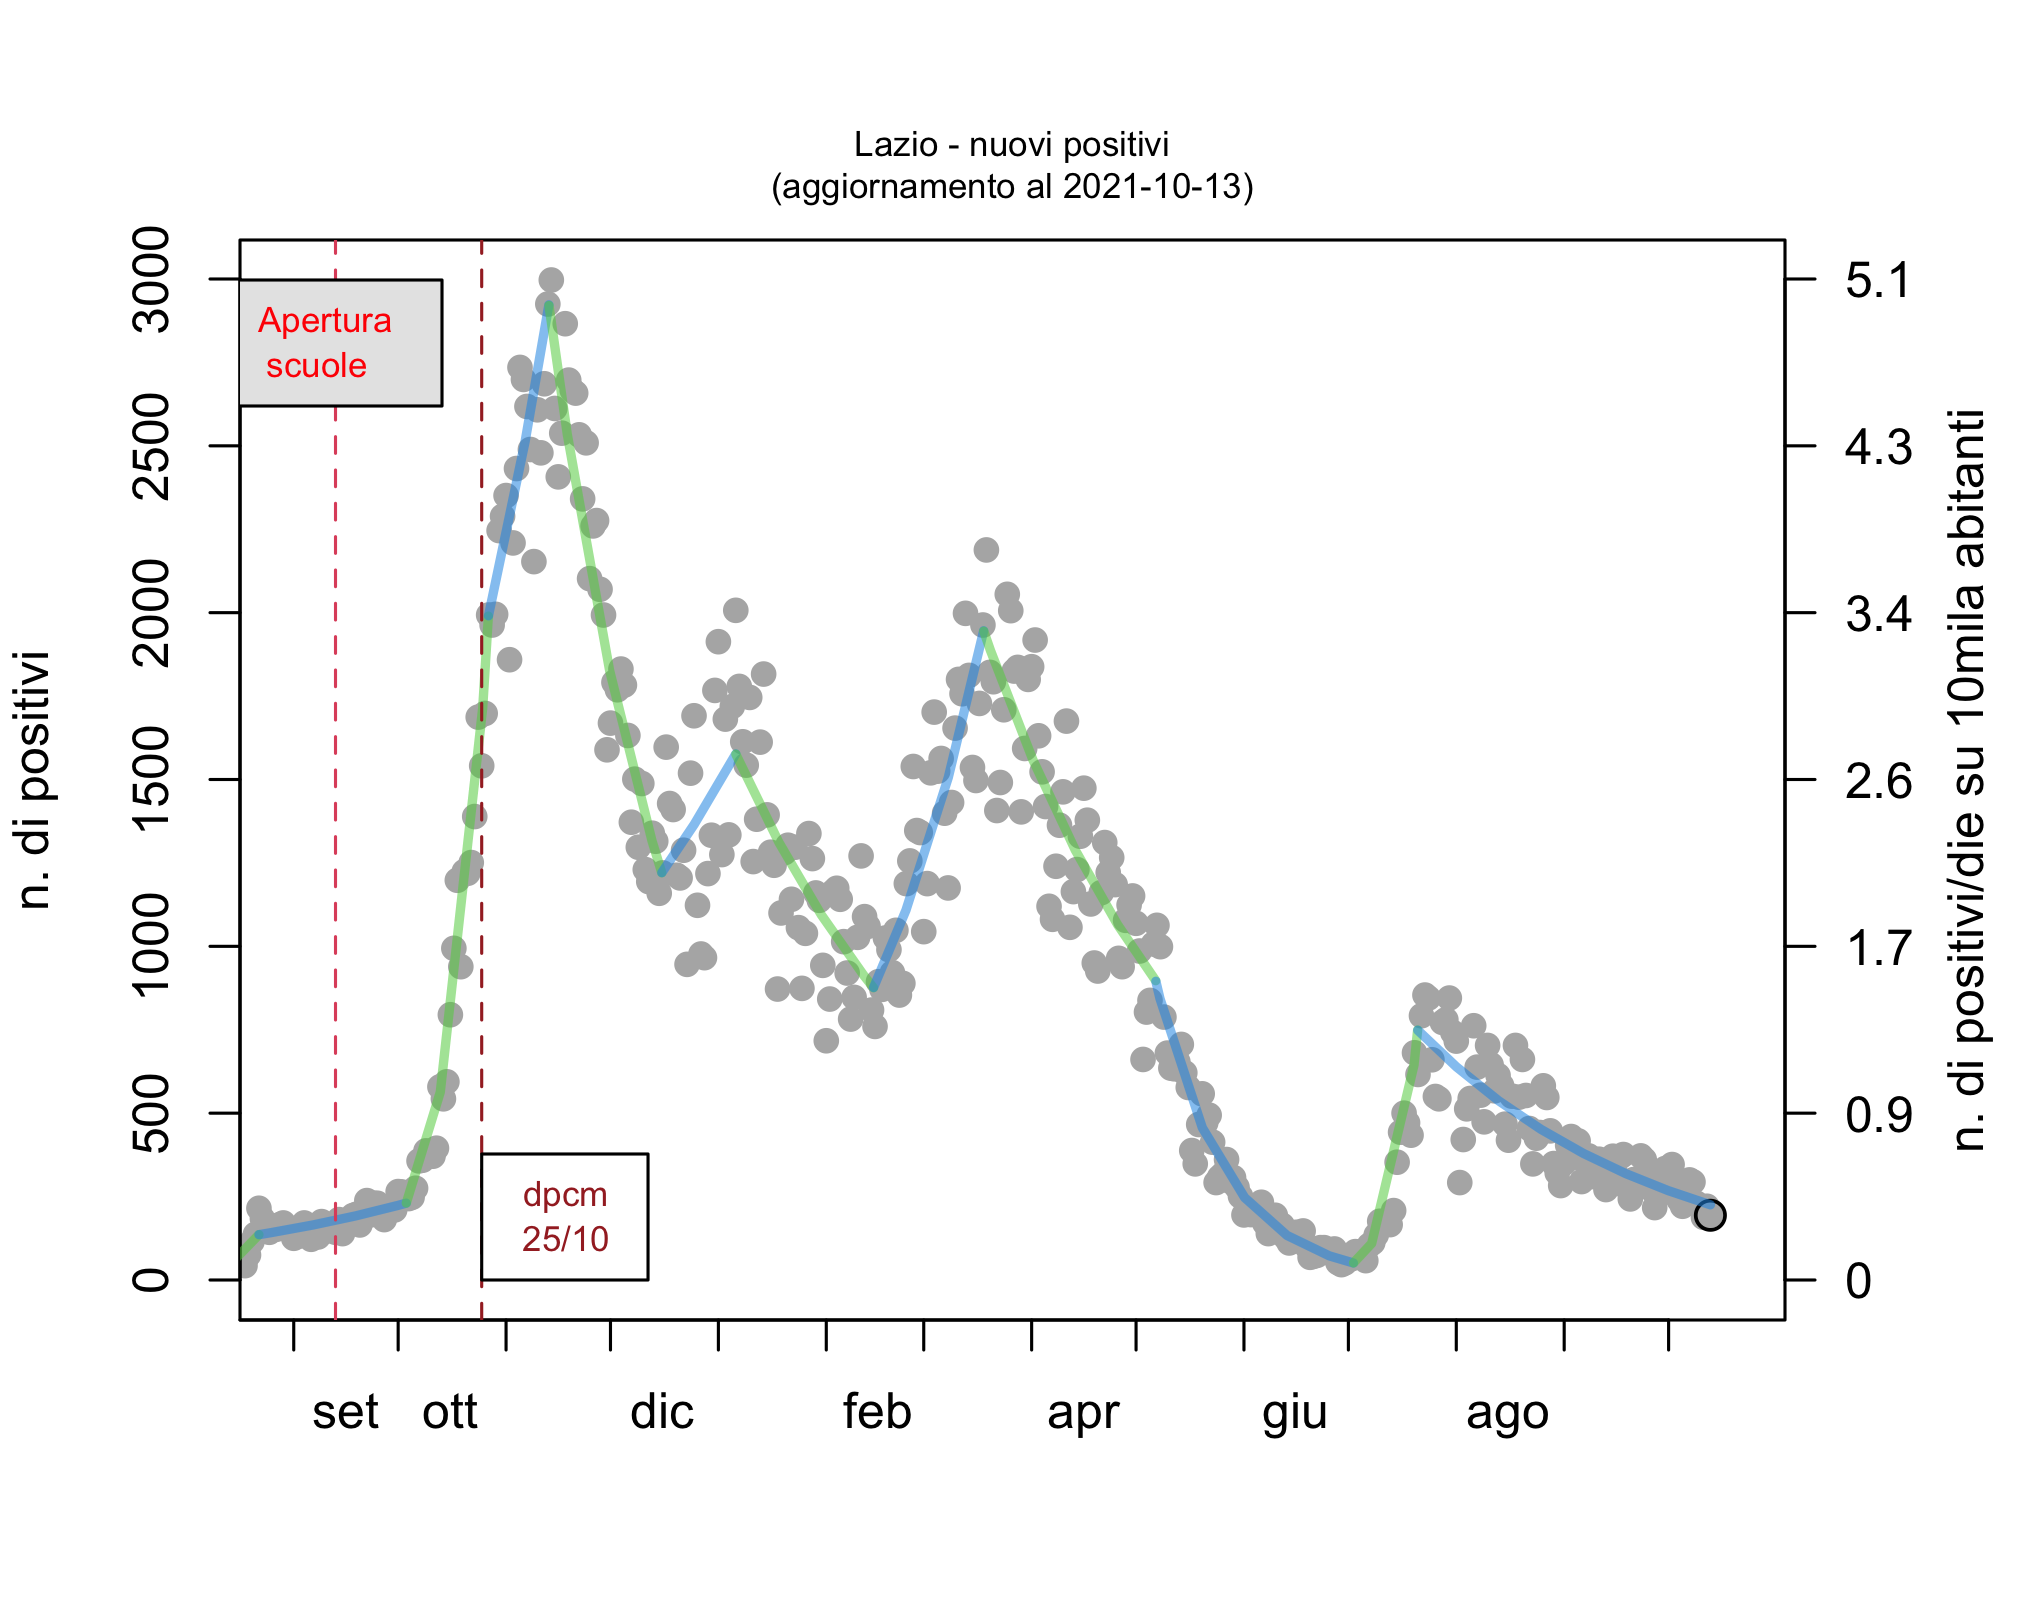 Lazio - nuovi positivi
(aggiornamento al 2021-10-13)
n. di positivi
3000
2500
2000
1500
1000
500
0
Apertura
scuole
dpcm
25/10
5.1
4.3
3.4
2.6
1.7
0.9
0
n. di positivi/die su 10mila abitanti
set ott dic feb apr giu ago